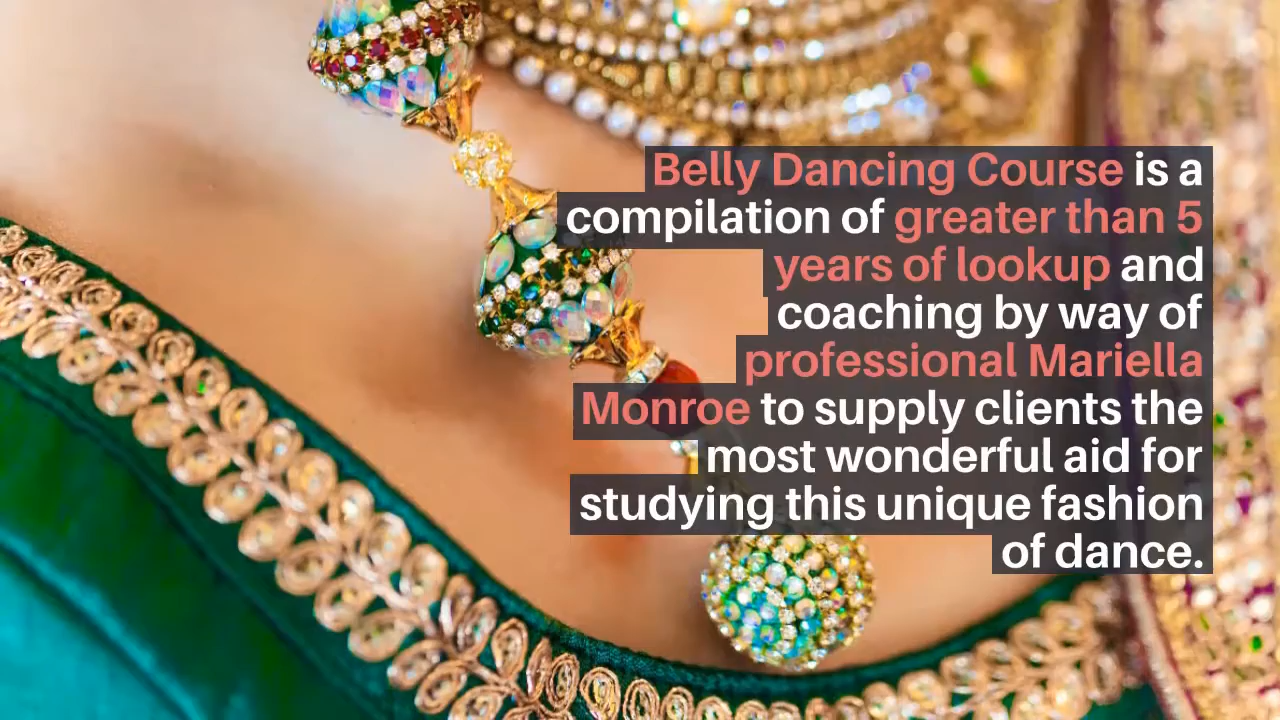 Belly Dancing Course is a
compilation of greater than 5
years of lookup and
coaching by way of
professional Mariella
Monroe to supply clients the
most wonderful aid for
studying this unique fashion
of dance.